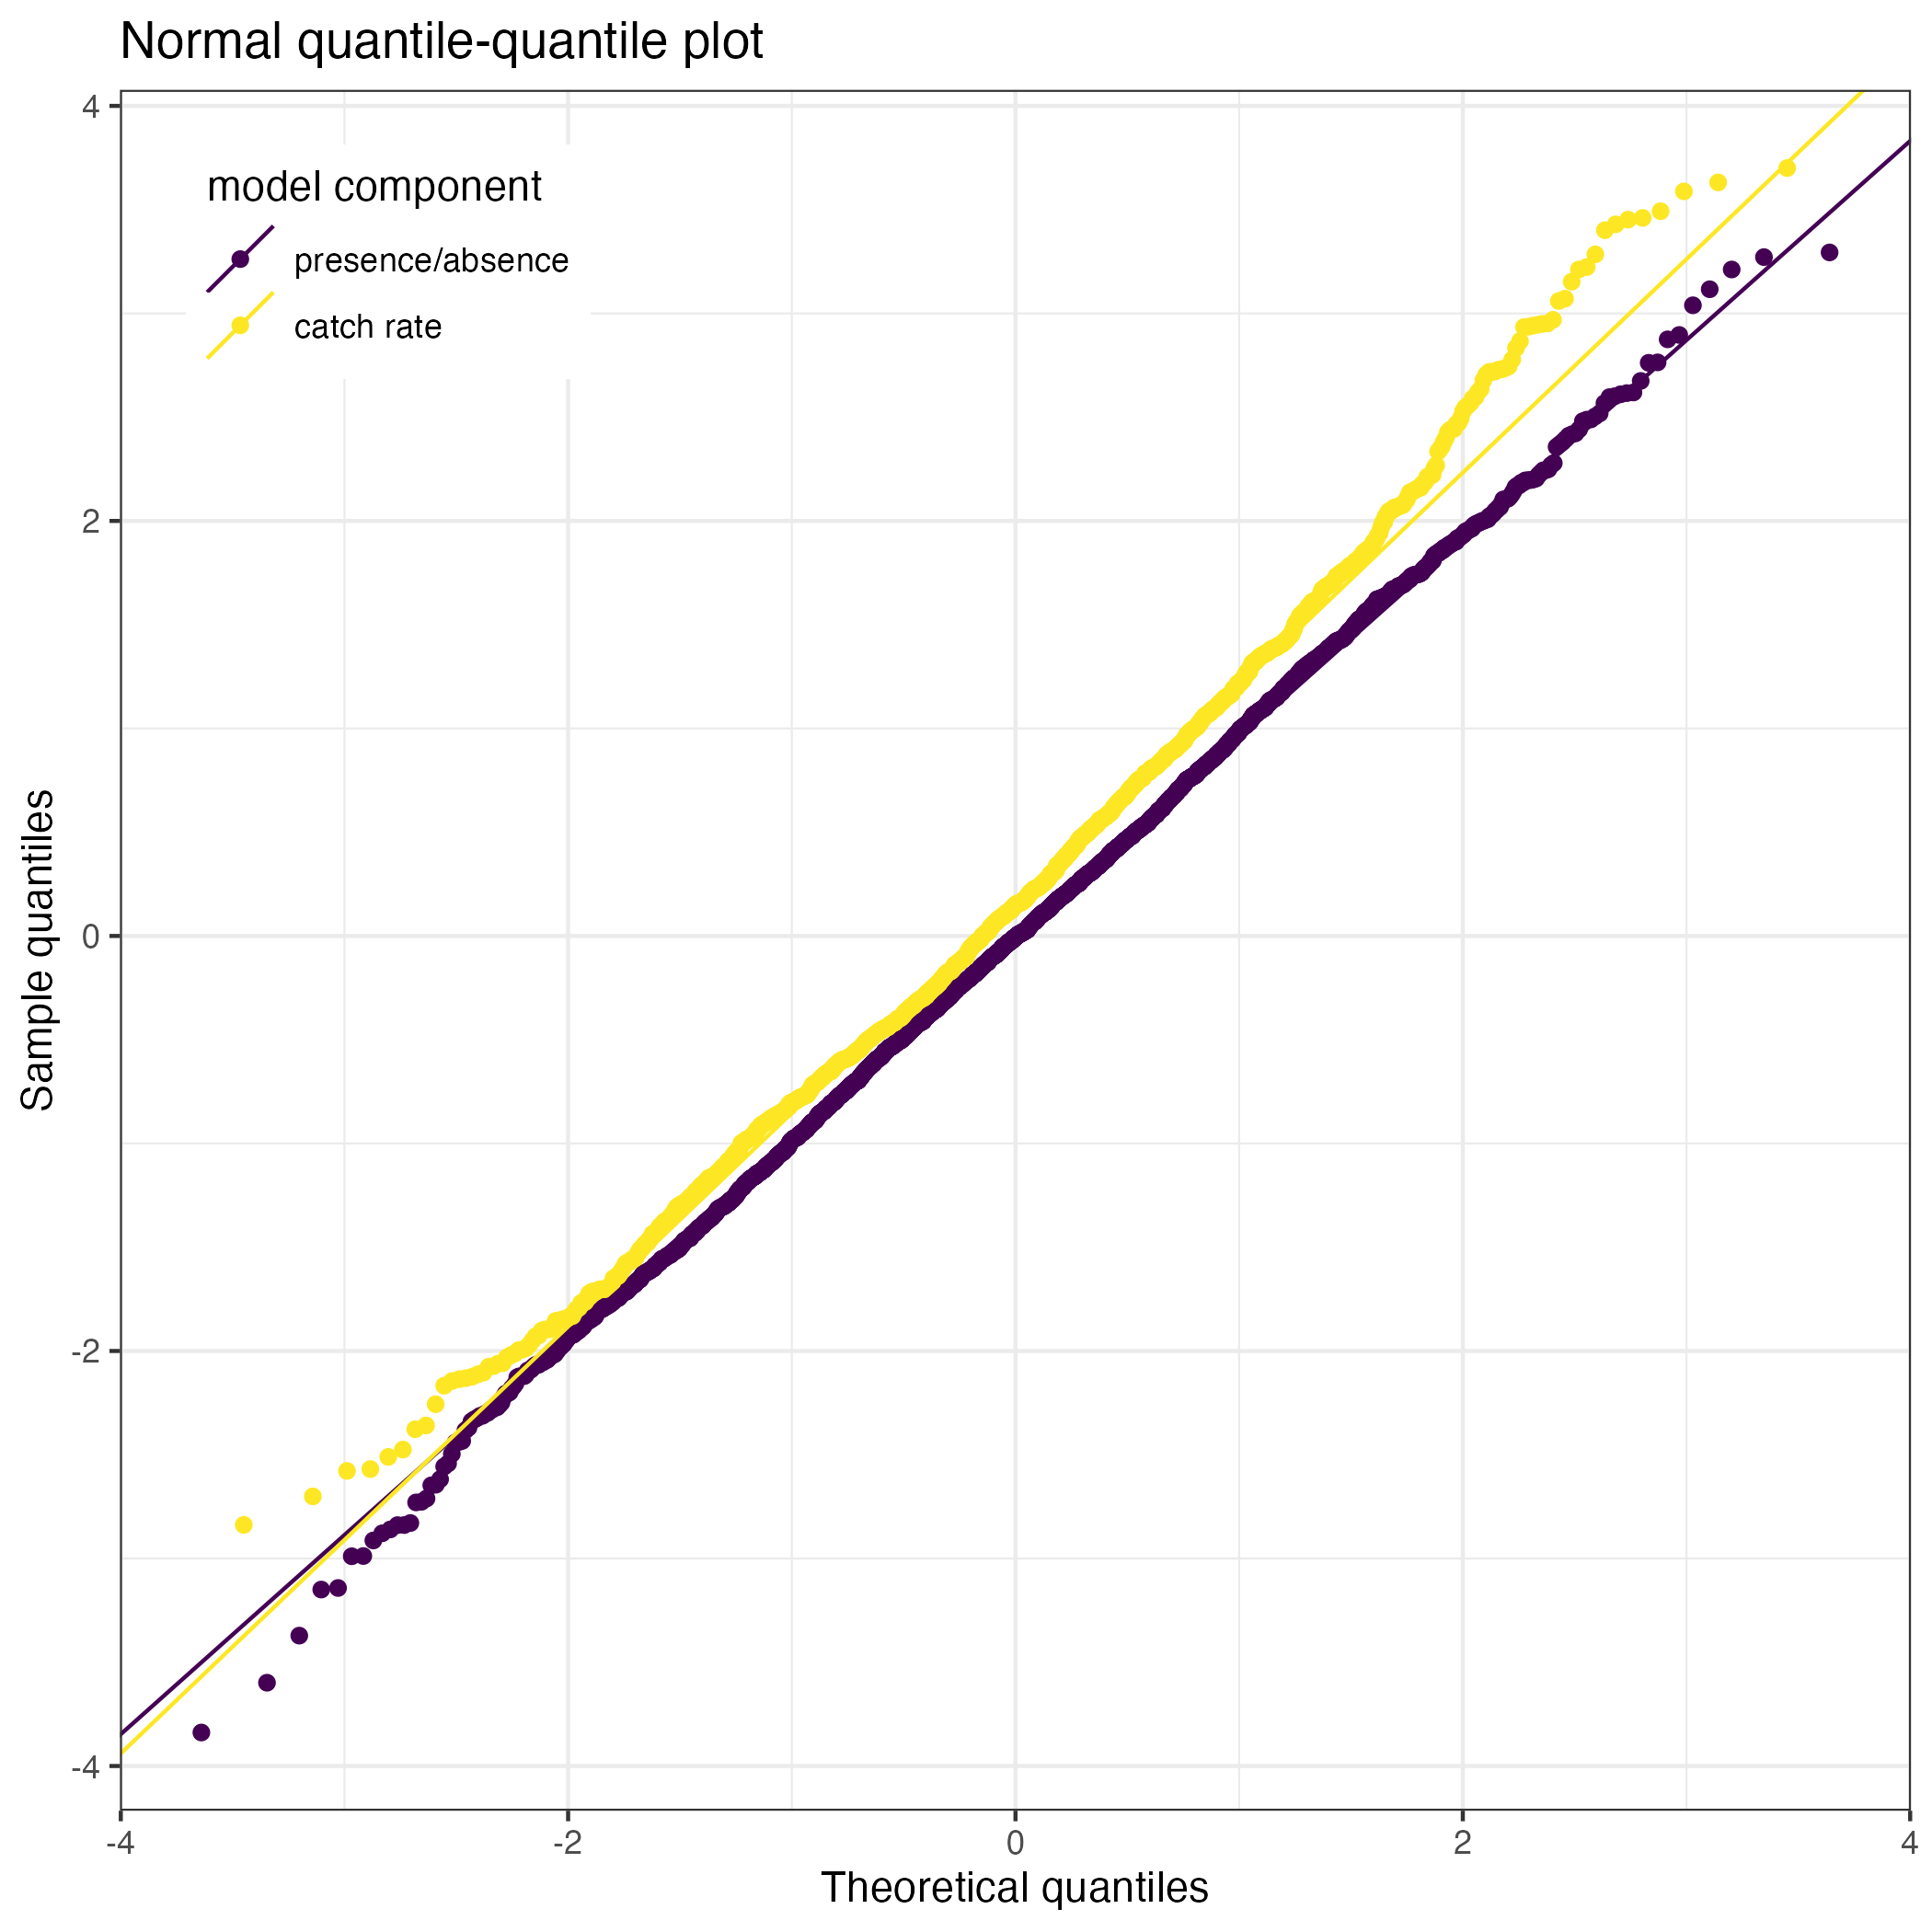 Normal quantile-quantile plot
model component
presence/absence
catch rate
4
2
0
-2
-4
Sample quantiles
-4
-2
0
2
4
Theoretical quantiles